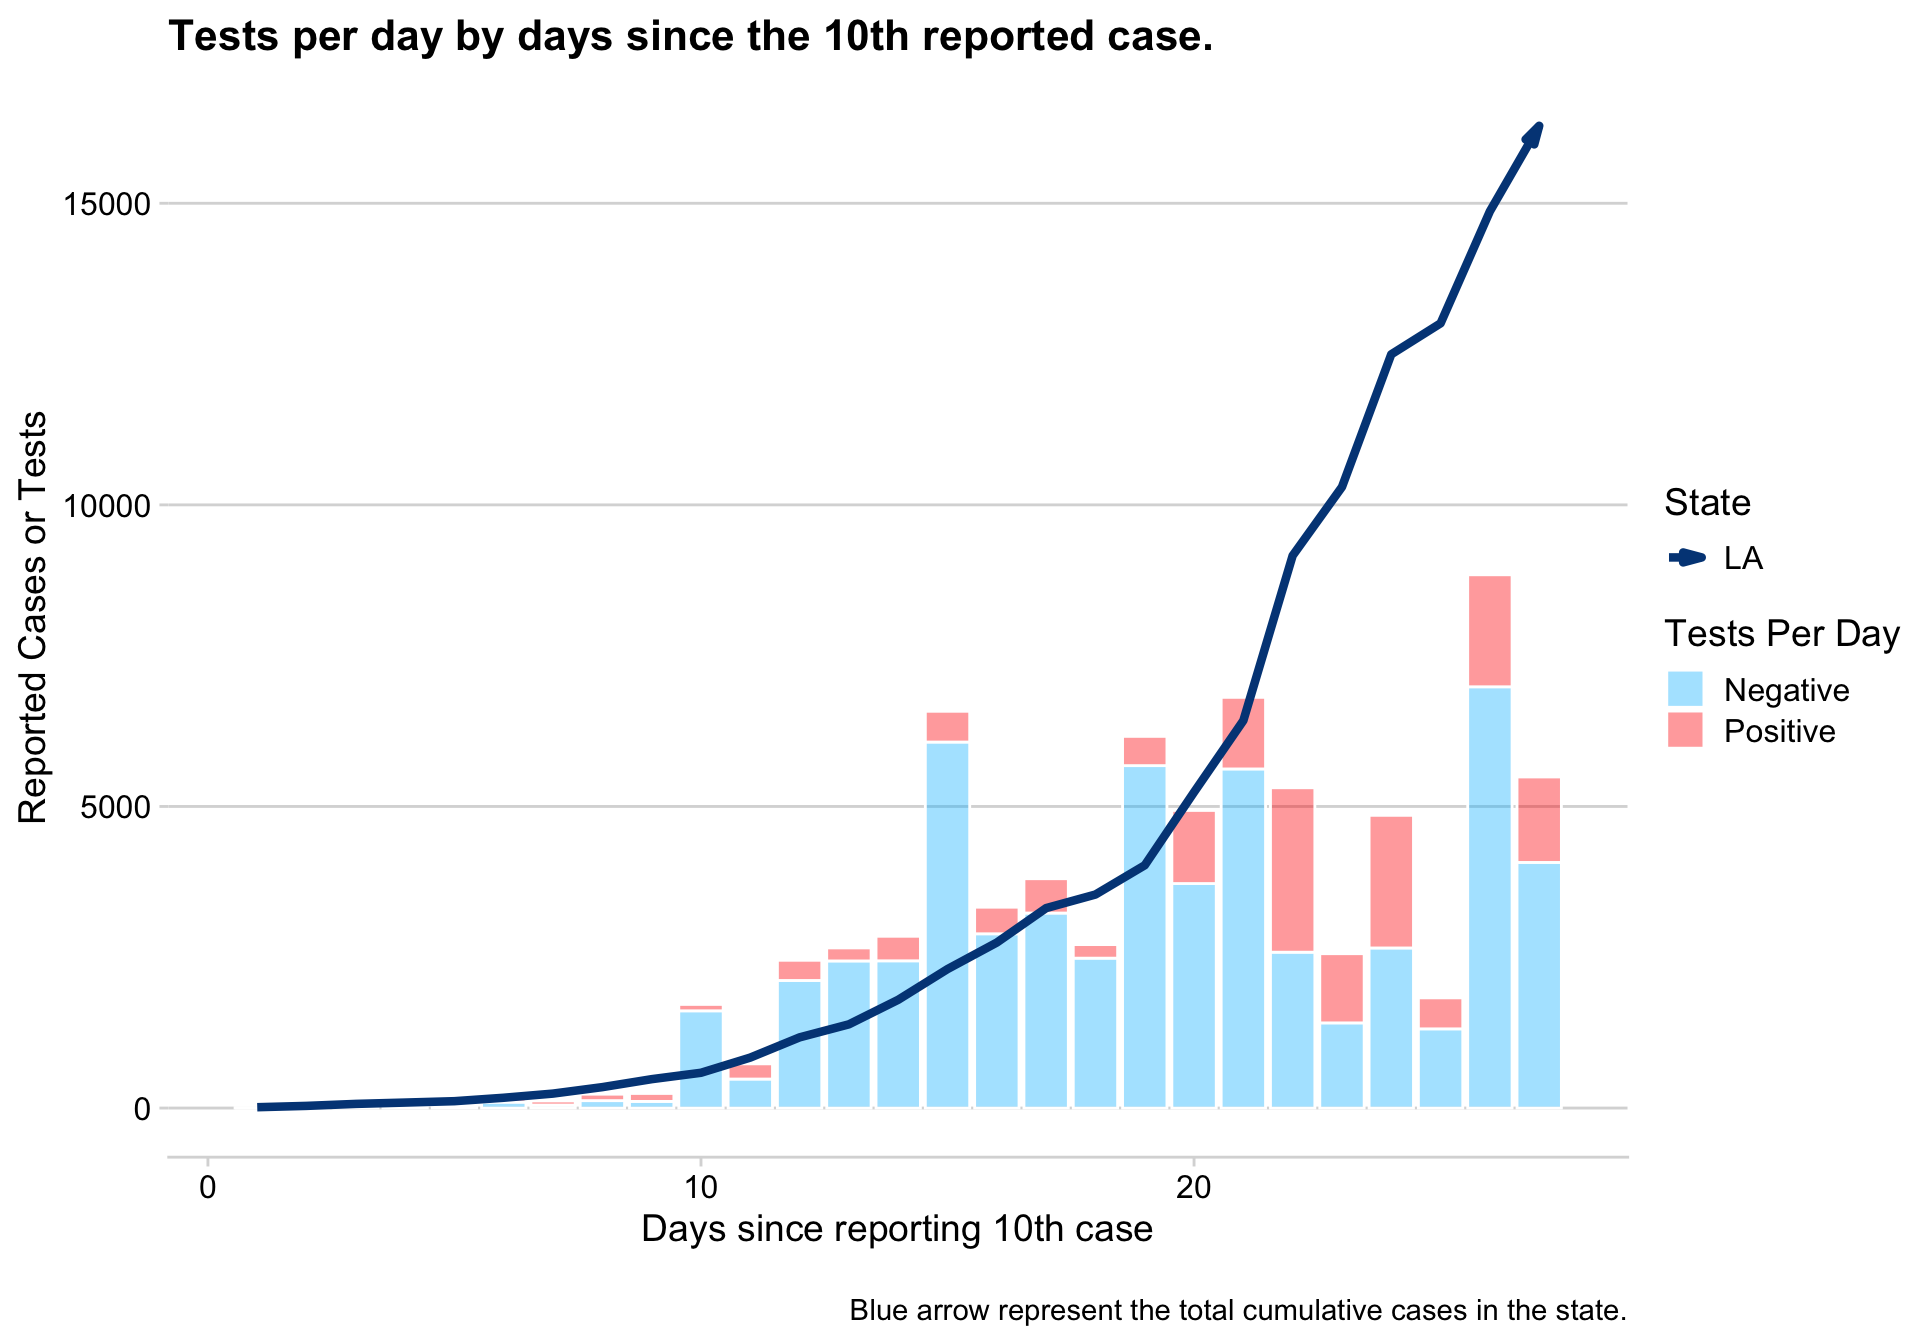 Tests per day by days since the 10th reported case.
Reported Cases or Tests
15000
10000
5000
0
0
10
20
Days since reporting 10th case
State
LA
Tests Per Day
Negative
Positive
Blue arrow represent the total cumulative cases in the state.